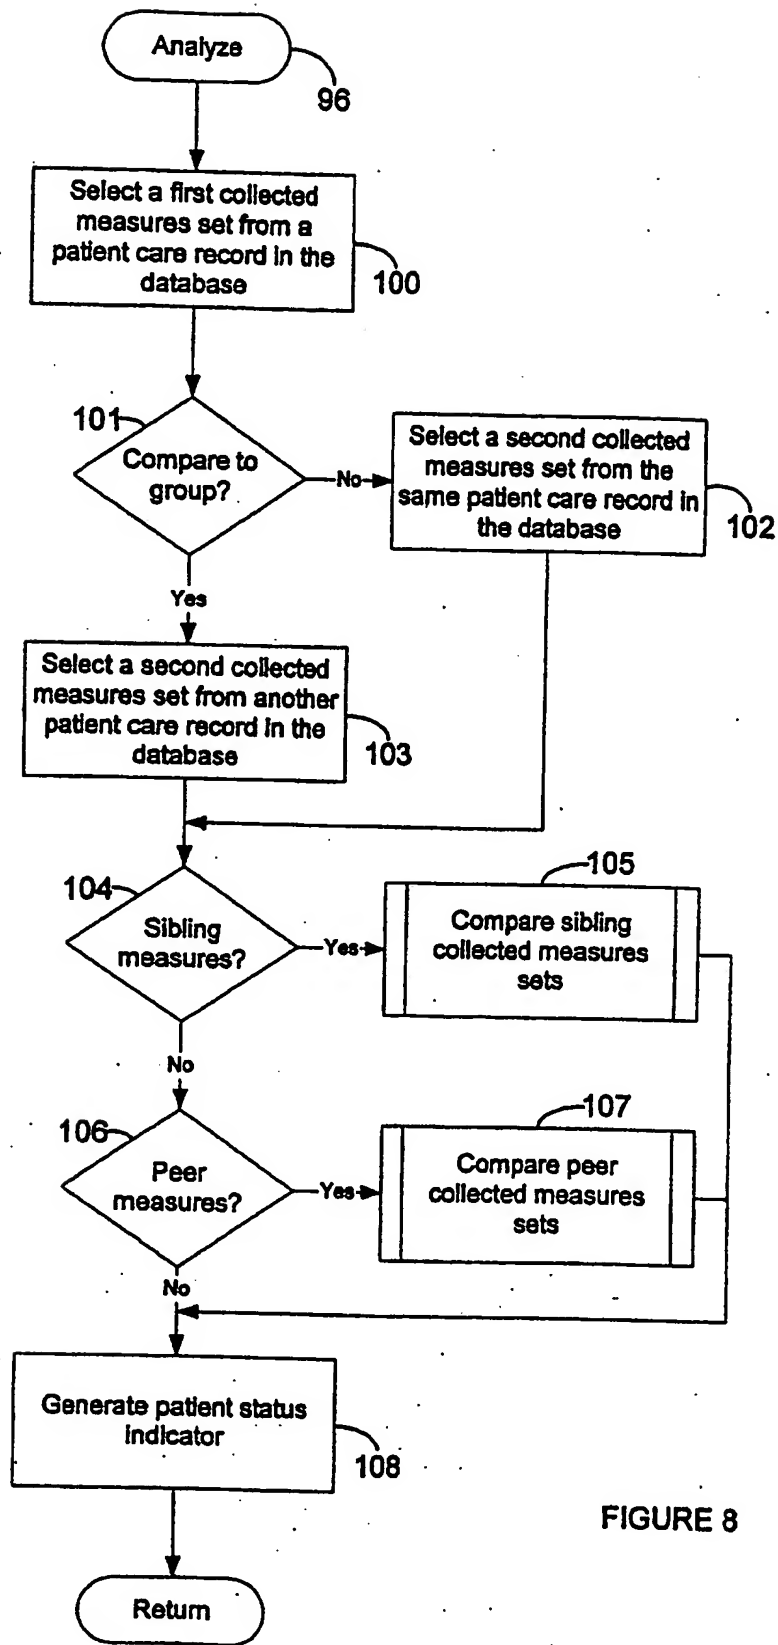 Analyze
96
Select a first collected
measures set from a
patient care record in the
database
100
101
Compare to
group?
No
Select a second collected
measures set from the
same patient care record in
the database
102
Yes
Select a second collected
measures set from another
patient care record in the
database
103
104
Sibling
measures?
Yes
105
Compare sibling
collected measures
sets
No
106
Peer
measures?
Yes
107
Compare peer
collected measures
sets
No
Generate patient status
indicator
108
FIGURE 8
Return